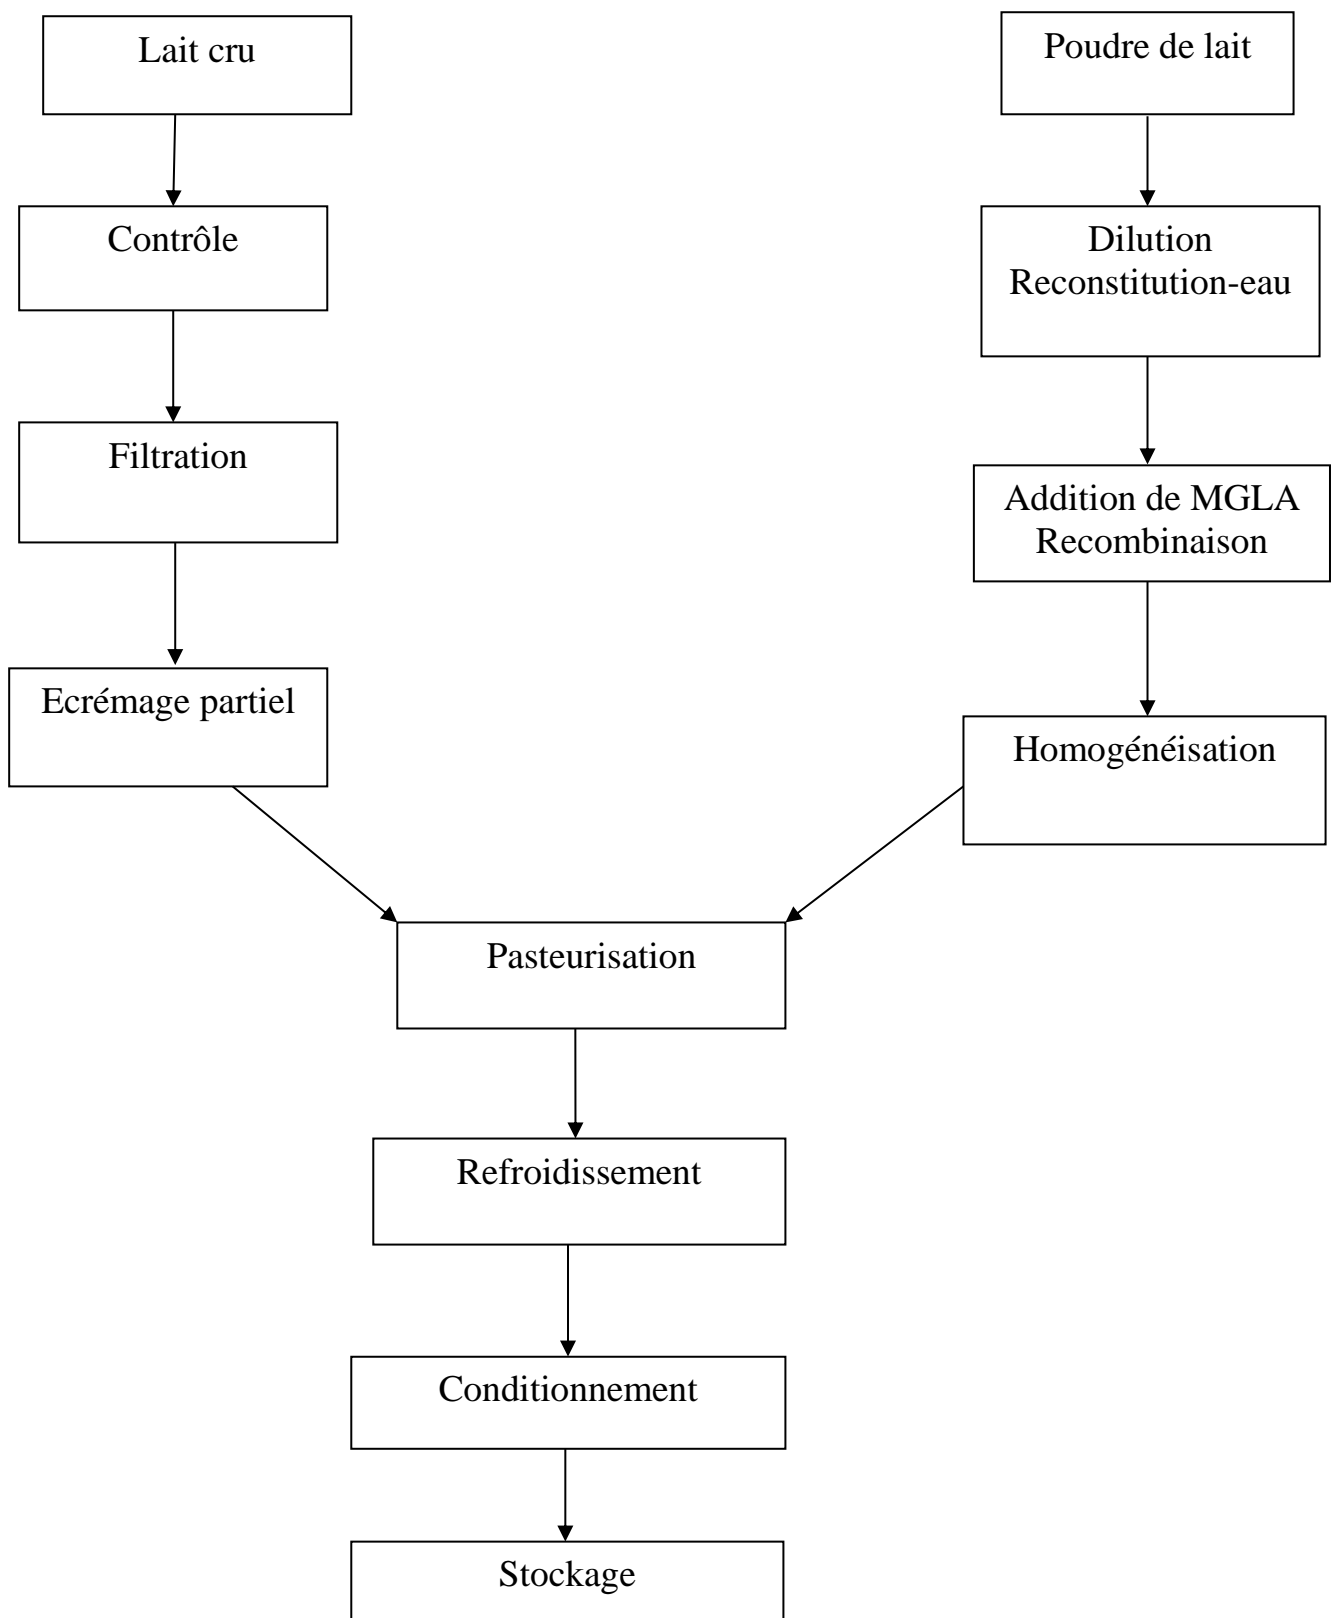 Lait cru
Poudre de lait
Contrôle
Dilution
Reconstitution-eau
Filtration
Addition de MGLA
Recombinaison
Ecrémage partiel
Homogénéisation
Pasteurisation
Refroidissement
Conditionnement
Stockage